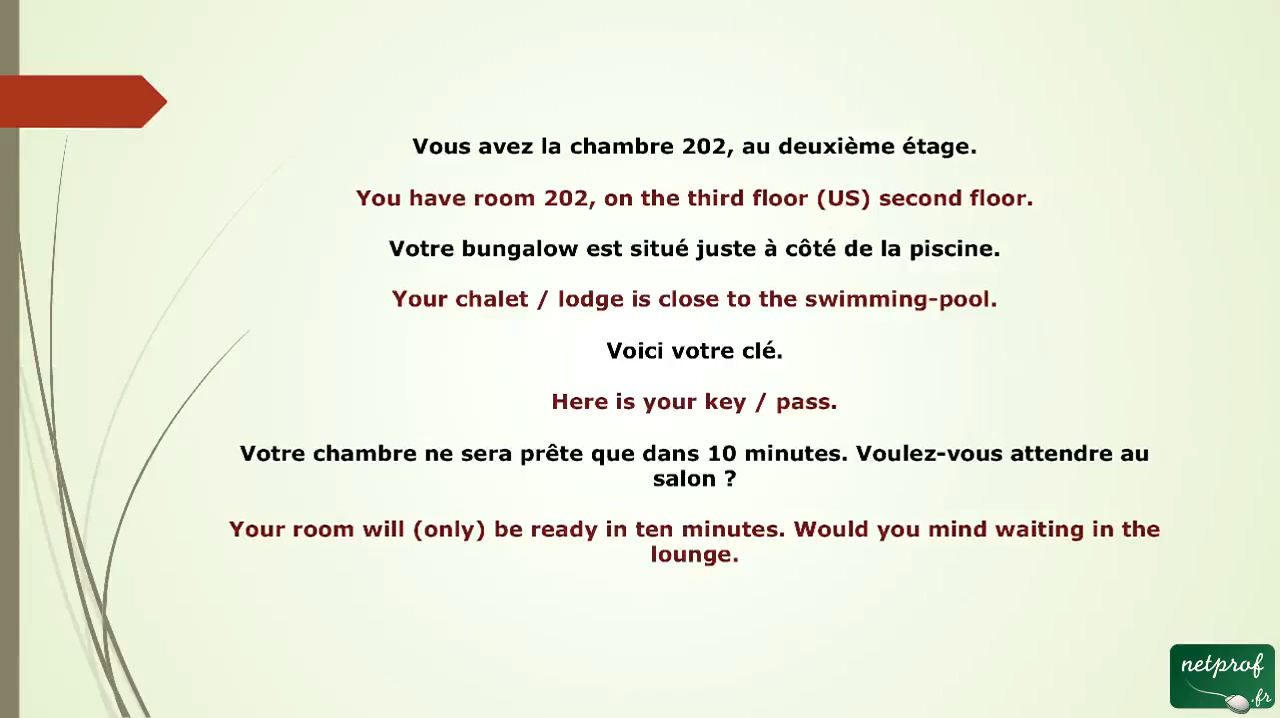 Vous avez la chambre 202, au deuxième étage.
You have room 202, on the third floor (US) second floor.
Votre bungalow est situé juste à côté de la piscine.
Your chalet / lodge is close to the swimming-pool.
Voici votre clé.
Here is your key / pass.
Votre chambre ne sera prête que dans 10 minutes. Voulez-vous attendre au
salon ?
Your room will (only) be ready in ten minutes. Would you mind waiting in the
lounge.
netprof
.fr